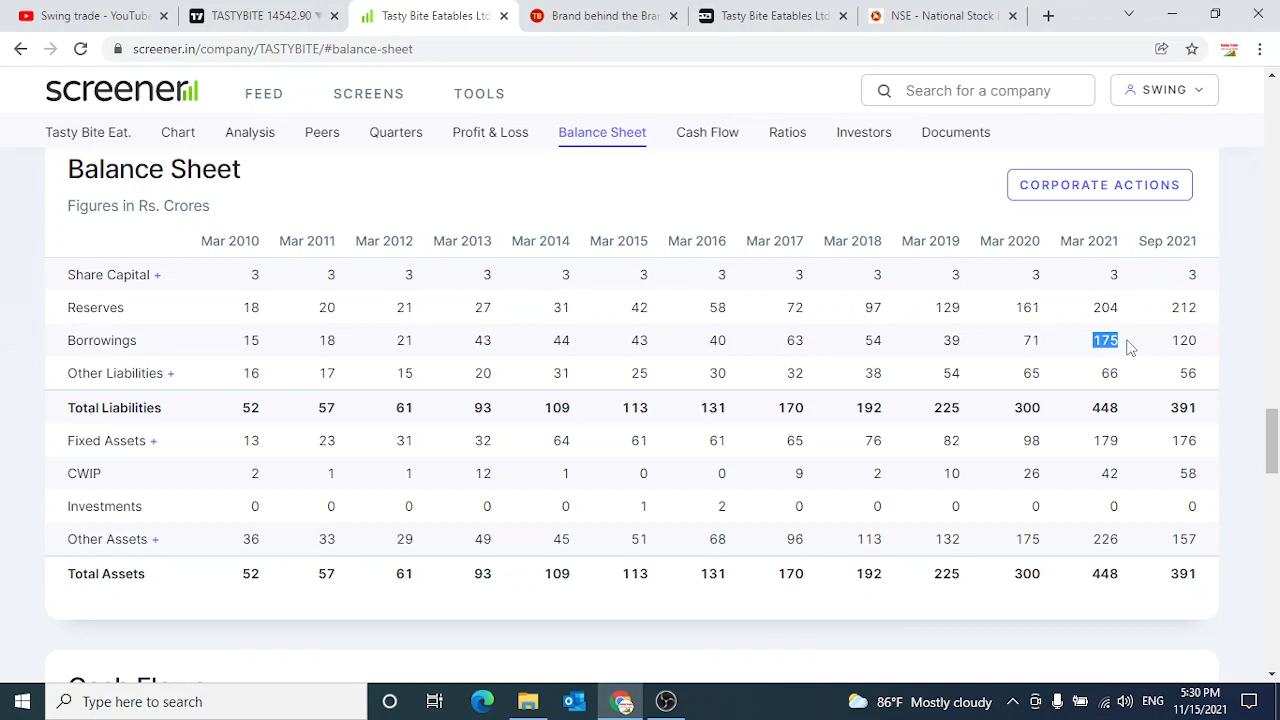 Swing trade - YouTube
TASTYBITE 14542.90 ▼
Tasty Bite Eatables Ltd
Brand behind the Bran
Tasty Bite Eatables Ltd
NSE - National Stock I
screener.in/company/TASTYBITE/#balance-sheet
screener
FEED
SCREENS
TOOLS
Search for a company
SWING
Tasty Bite Eat.
Chart
Analysis
Peers
Quarters
Profit & Loss
Balance Sheet
Cash Flow
Ratios
Investors
Documents
Balance Sheet
CORPORATE ACTIONS
Figures in Rs. Crores
Mar 2010 Mar 2011 Mar 2012 Mar 2013 Mar 2014 Mar 2015 Mar 2016 Mar 2017 Mar 2018 Mar 2019 Mar 2020 Mar 2021 Sep 2021
Share Capital + 3 3 3 3 3 3 3 3 3 3 3 3 3
Reserves 18 20 21 27 31 42 58 72 97 129 161 204 212
Borrowings 15 18 21 43 44 43 40 63 54 39 71 175 120
Other Liabilities + 16 17 15 20 31 25 30 32 38 54 65 66 56
Total Liabilities 52 57 61 93 109 113 131 170 192 225 300 448 391
Fixed Assets + 13 23 31 32 64 61 61 65 76 82 98 179 176
CWIP 2 1 1 12 1 0 0 9 2 10 26 42 58
Investments 0 0 0 0 0 1 2 0 0 0 0 0 0
Other Assets + 36 33 29 49 45 51 68 96 113 132 175 226 157
Total Assets 52 57 61 93 109 113 131 170 192 225 300 448 391
Type here to search
86°F Mostly cloudy
ENG
5:30 PM
11/15/2021